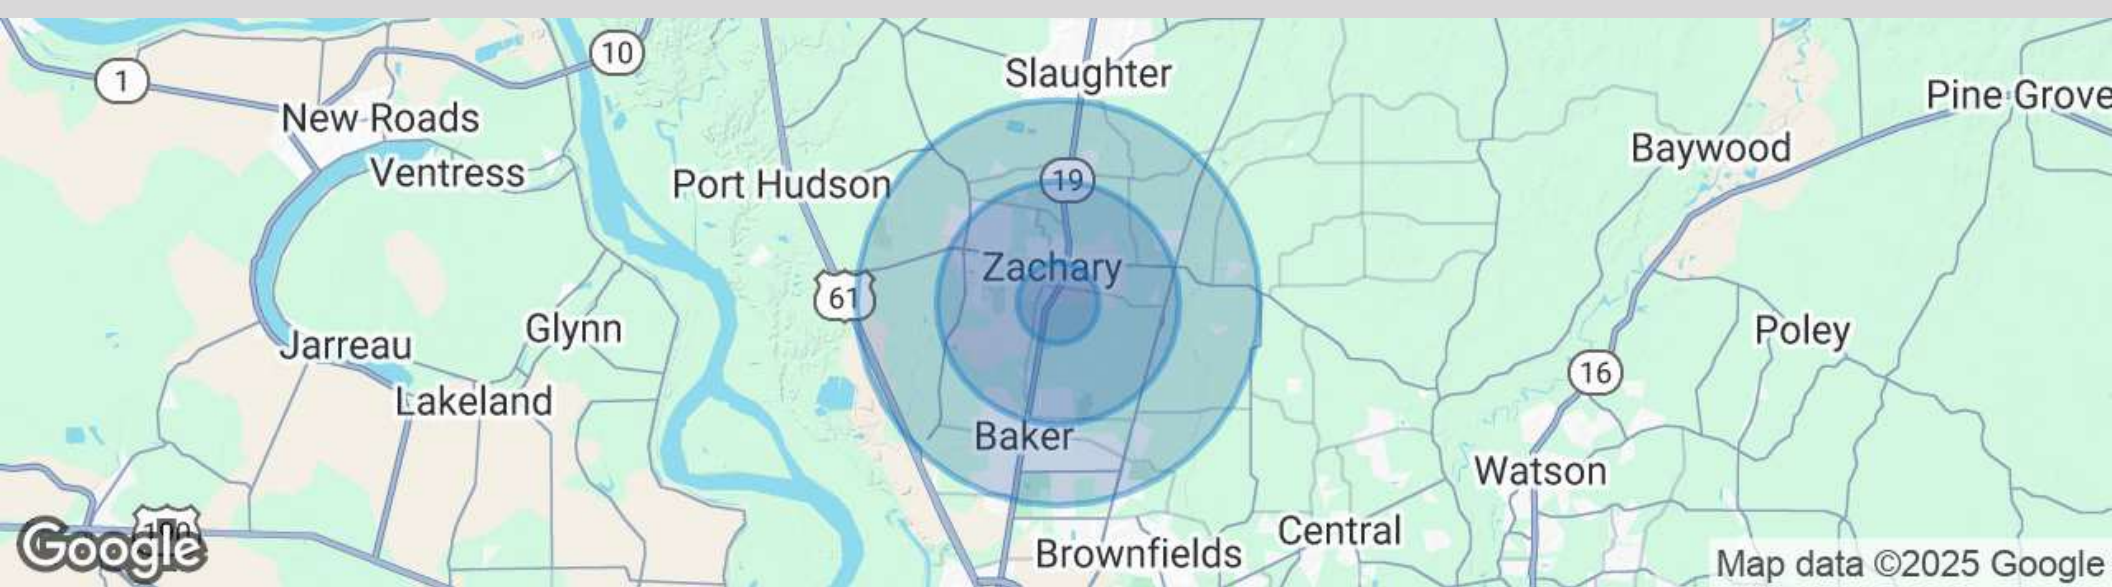 10
Slaughter
1
Pine Grove
New Roads
Baywood
Ventress
19
Port Hudson
Zachary
61
Glynn
Poley
Jarreau
16
Lakeland
Baker
Watson
Central
Google
Brownfields
Map data ©2025 Google